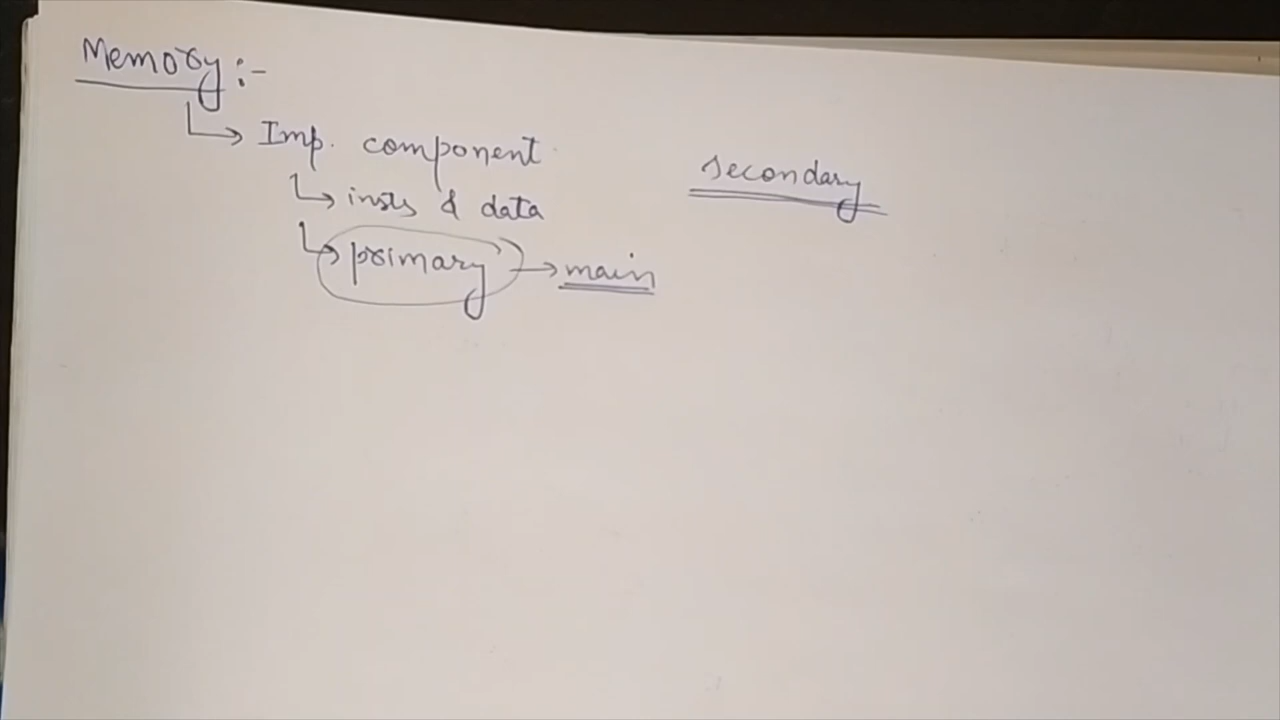 Memory :-
↳ Imp. component
secondary
↳ insts & data
↳ primary → main